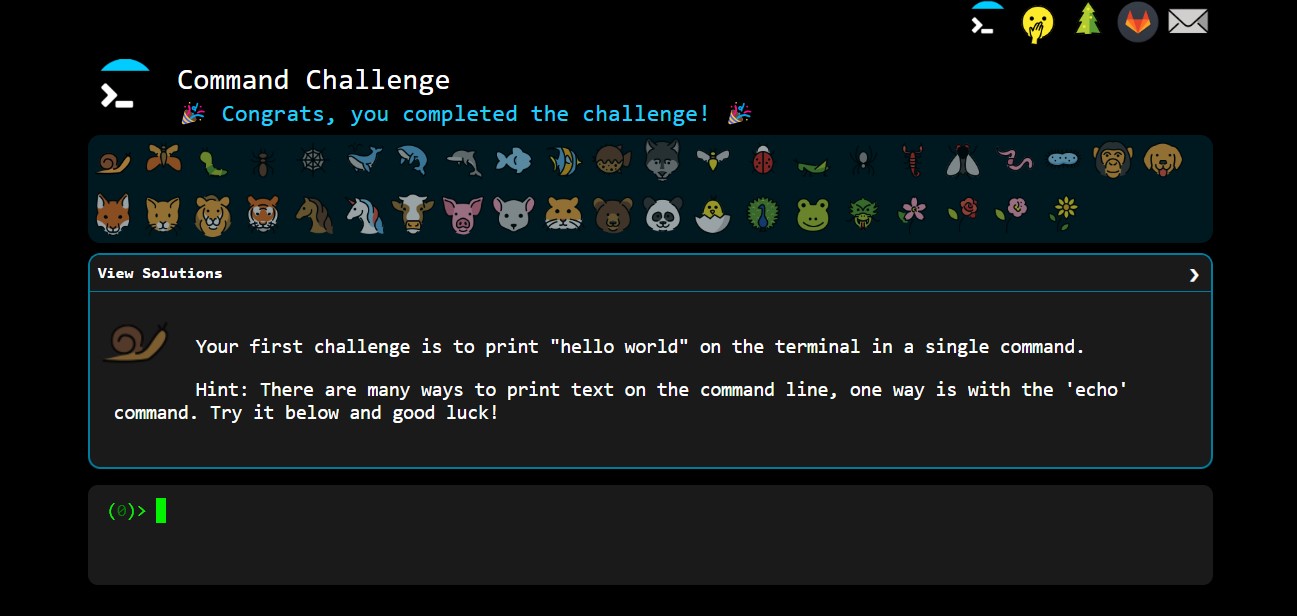 Command Challenge
🎉 Congrats, you completed the challenge! 🎉
View Solutions ❯
Your first challenge is to print "hello world" on the terminal in a single command.
Hint: There are many ways to print text on the command line, one way is with the 'echo'
command. Try it below and good luck!
(0)>